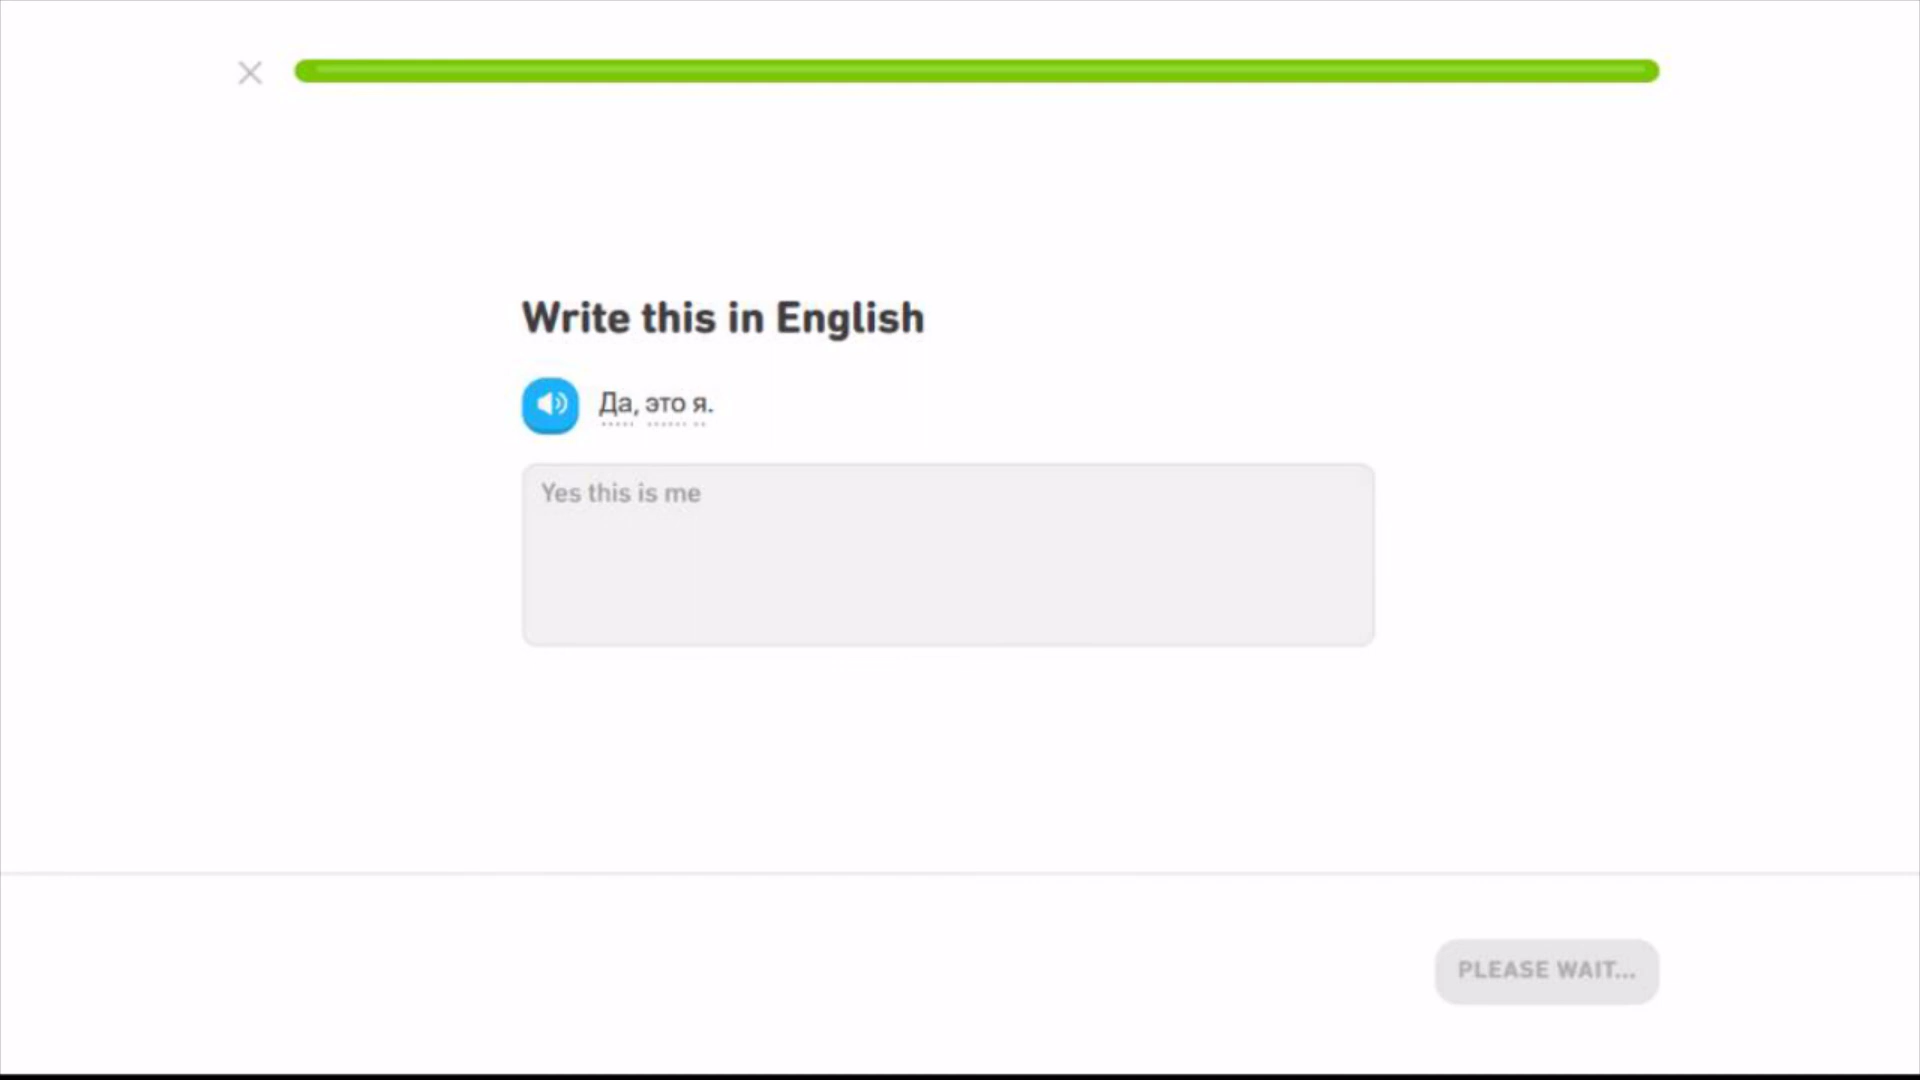 Write this in English
Да, это я.
Yes this is me
PLEASE WAIT...